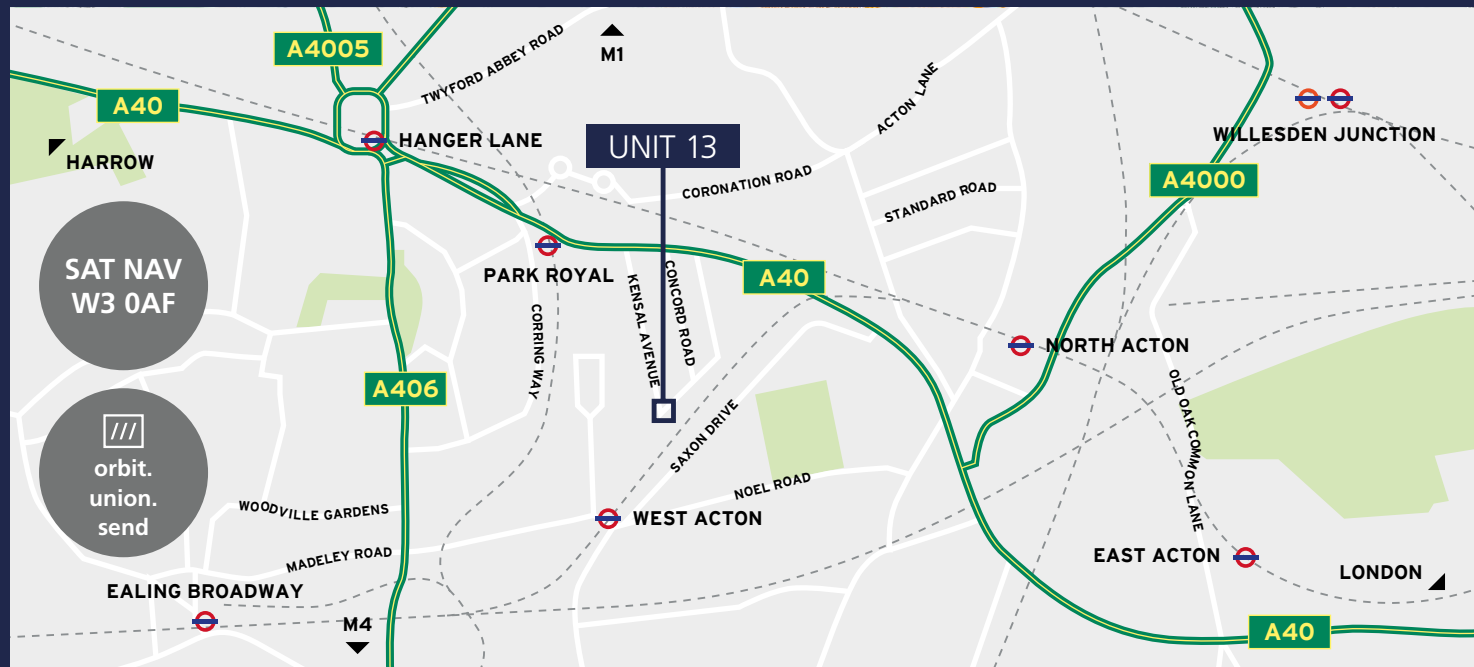 A4005
TWYFORD ABBEY ROAD
M1
A40
HANGER LANE
HARROW
UNIT 13
ACTON LANE
WILLESDEN JUNCTION
CORONATION ROAD
STANDARD ROAD
A4000
SAT NAV
W3 0AF
PARK ROYAL
KENSAL AVENUE
CONCORD ROAD
A40
CORRING WAY
NORTH ACTON
A406
OLD OAK COMMON LANE
SAXON DRIVE
///
orbit.
union.
send
NOEL ROAD
WOODVILLE GARDENS
WEST ACTON
MADELEY ROAD
EAST ACTON
LONDON
EALING BROADWAY
M4
A40